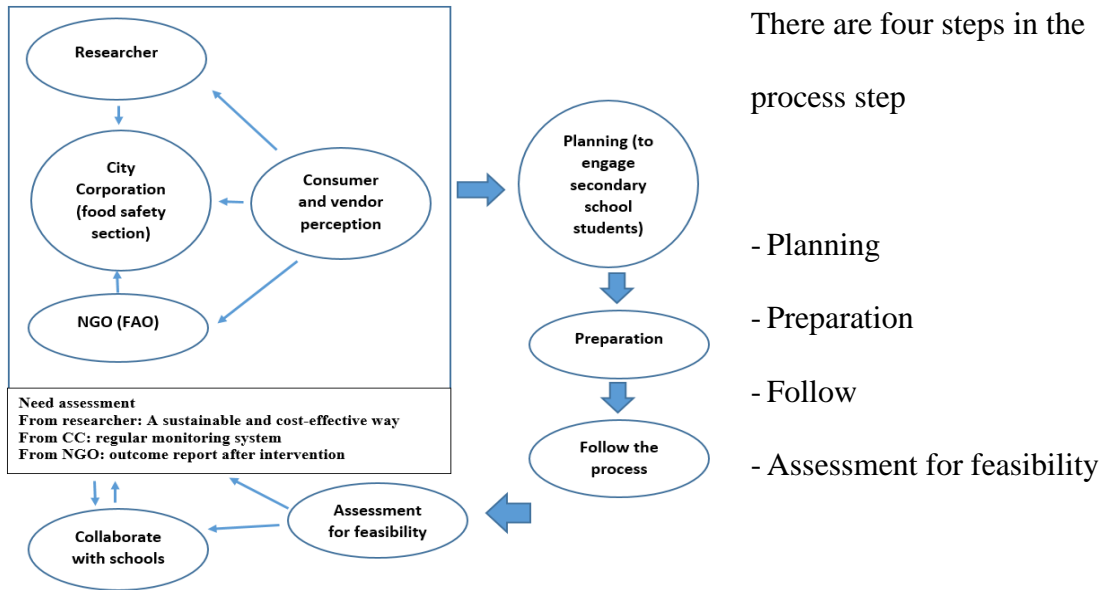 Researcher
City
Corporation
(food safety
section)
Consumer
and vendor
perception
NGO (FAO)
Need assessment
From researcher: A sustainable and cost-effective way
From CC: regular monitoring system
From NGO: outcome report after intervention
Collaborate
with schools
Assessment
for feasibility
Planning (to
engage
secondary
school
students)
Preparation
Follow the
process
There are four steps in the
process step
- Planning
- Preparation
- Follow
- Assessment for feasibility